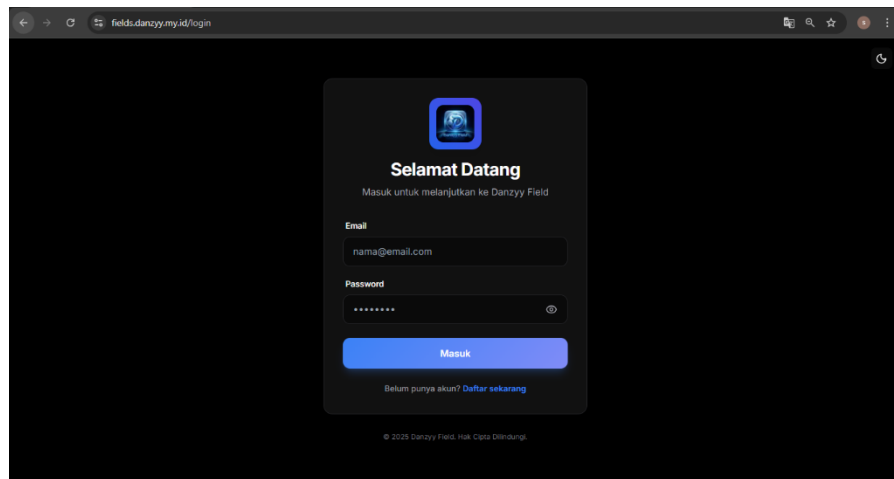 fields.danzyy.my.id/login
Selamat Datang
Masuk untuk melanjutkan ke Danzyy Field
Email
nama@email.com
Password
••••••••
Masuk
Belum punya akun? Daftar sekarang
© 2025 Danzyy Field. Hak Cipta Dilindungi.